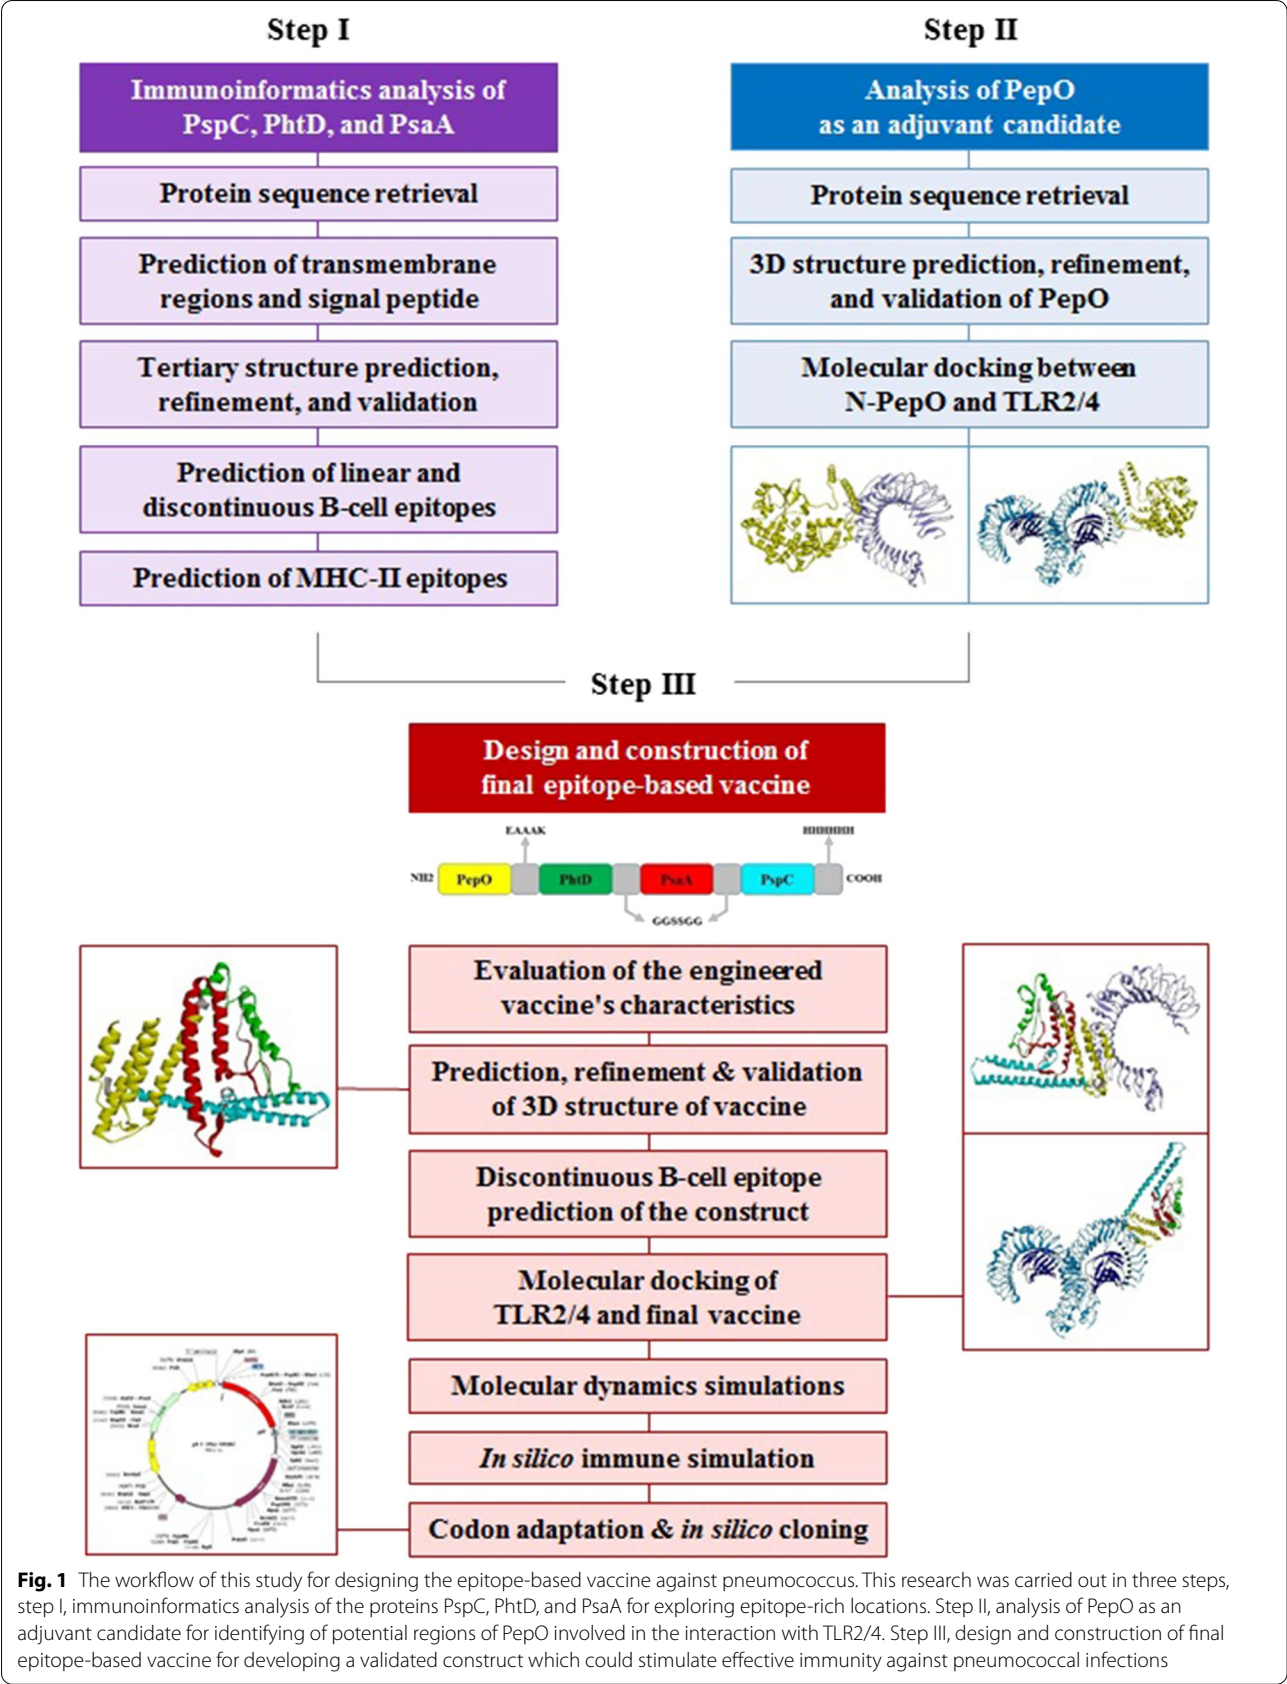 Step I
Immunoinformatics analysis of
PspC, PhtD, and PsaA
Protein sequence retrieval
Prediction of transmembrane
regions and signal peptide
Tertiary structure prediction,
refinement, and validation
Prediction of linear and
discontinuous B-cell epitopes
Prediction of MHC-II epitopes
Step II
Analysis of PepO
as an adjuvant candidate
Protein sequence retrieval
3D structure prediction, refinement,
and validation of PepO
Molecular docking between
N-PepO and TLR2/4
Step III
Design and construction of
final epitope-based vaccine
EAAAK
HHHHHH
NH2 PepO PhtD PsaA PspC COOH
GGSSGG
Evaluation of the engineered
vaccine's characteristics
Prediction, refinement & validation
of 3D structure of vaccine
Discontinuous B-cell epitope
prediction of the construct
Molecular docking of
TLR2/4 and final vaccine
Molecular dynamics simulations
In silico immune simulation
Codon adaptation & in silico cloning
Fig. 1 The workflow of this study for designing the epitope-based vaccine against pneumococcus. This research was carried out in three steps,
step I, immunoinformatics analysis of the proteins PspC, PhtD, and PsaA for exploring epitope-rich locations. Step II, analysis of PepO as an
adjuvant candidate for identifying of potential regions of PepO involved in the interaction with TLR2/4. Step III, design and construction of final
epitope-based vaccine for developing a validated construct which could stimulate effective immunity against pneumococcal infections